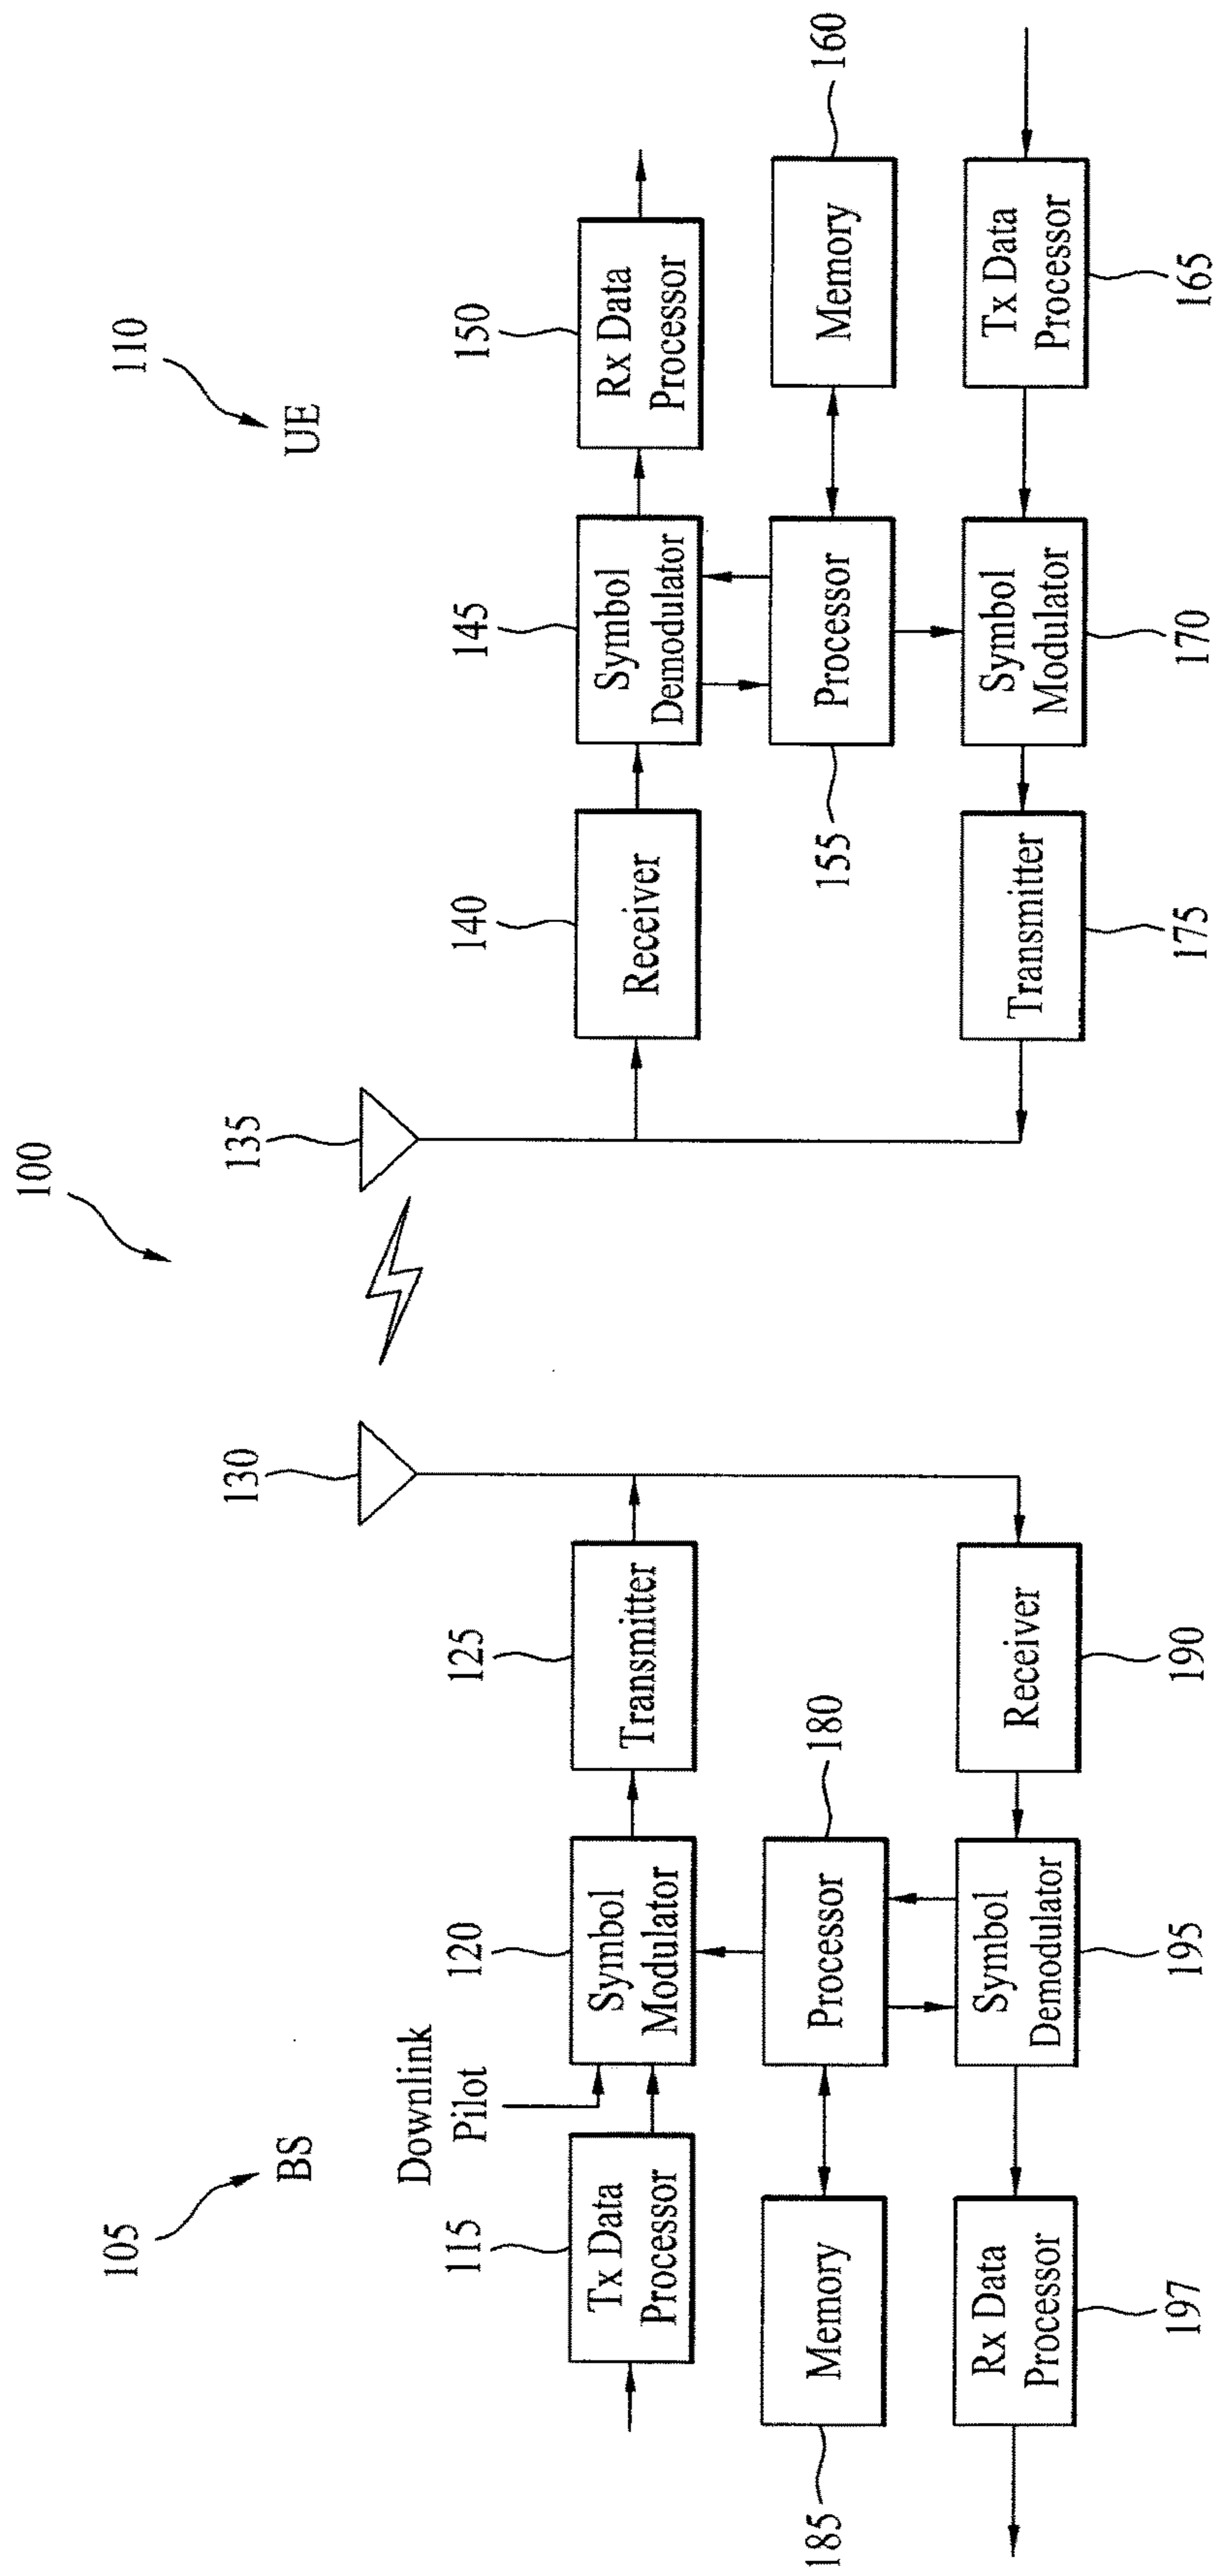 100
105
BS
110
UE
130
135
Downlink
Pilot
115
Tx Data
Processor
120
Symbol
Modulator
125
Transmitter
140
Receiver
145
Symbol
Demodulator
150
Rx Data
Processor
185
Memory
180
Processor
155
Processor
160
Memory
197
Rx Data
Processor
195
Symbol
Demodulator
190
Receiver
175
Transmitter
170
Symbol
Modulator
165
Tx Data
Processor